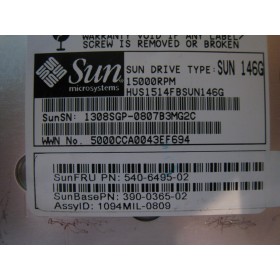 WARRANTY VOID IF ANY LABEL/
SCREW IS REMOVED OR BROKEN
Sun
microsystems
SUN DRIVE TYPE: SUN 146G
15000RPM
HUS1514FBSUN146G
SunSN: 1308SGP-0807B3MG2C
WWN No. 5000CCA0043EF694
SunFRU PN: 540-6495-02
SunBasePN: 390-0365-02
AssyID: 1094MIL-0805